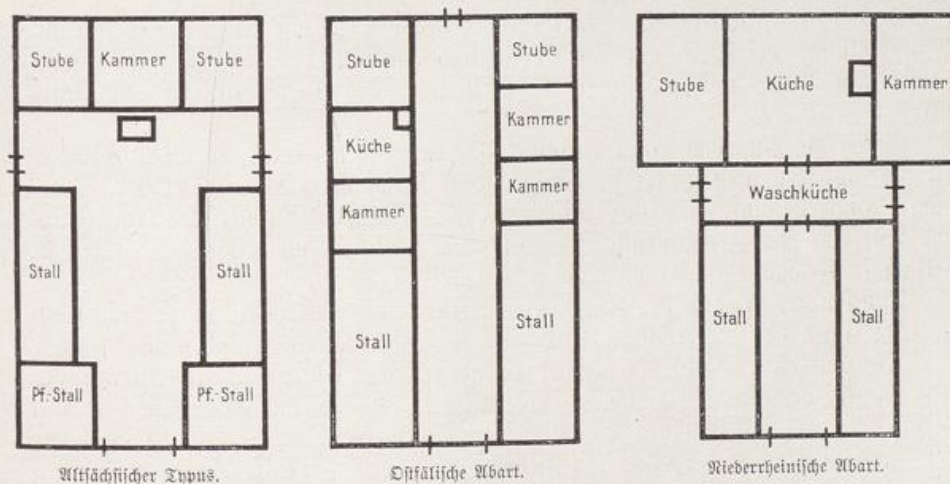 Stube Kammer Stube
Stall Stall
Pf.-Stall Pf.-Stall
Altsächsischer Typus.
Stube Stube
Küche Kammer
Kammer Kammer
Stall Stall
Ostfälische Abart.
Stube Küche Kammer
Waschküche
Stall Stall
Niederrheinische Abart.